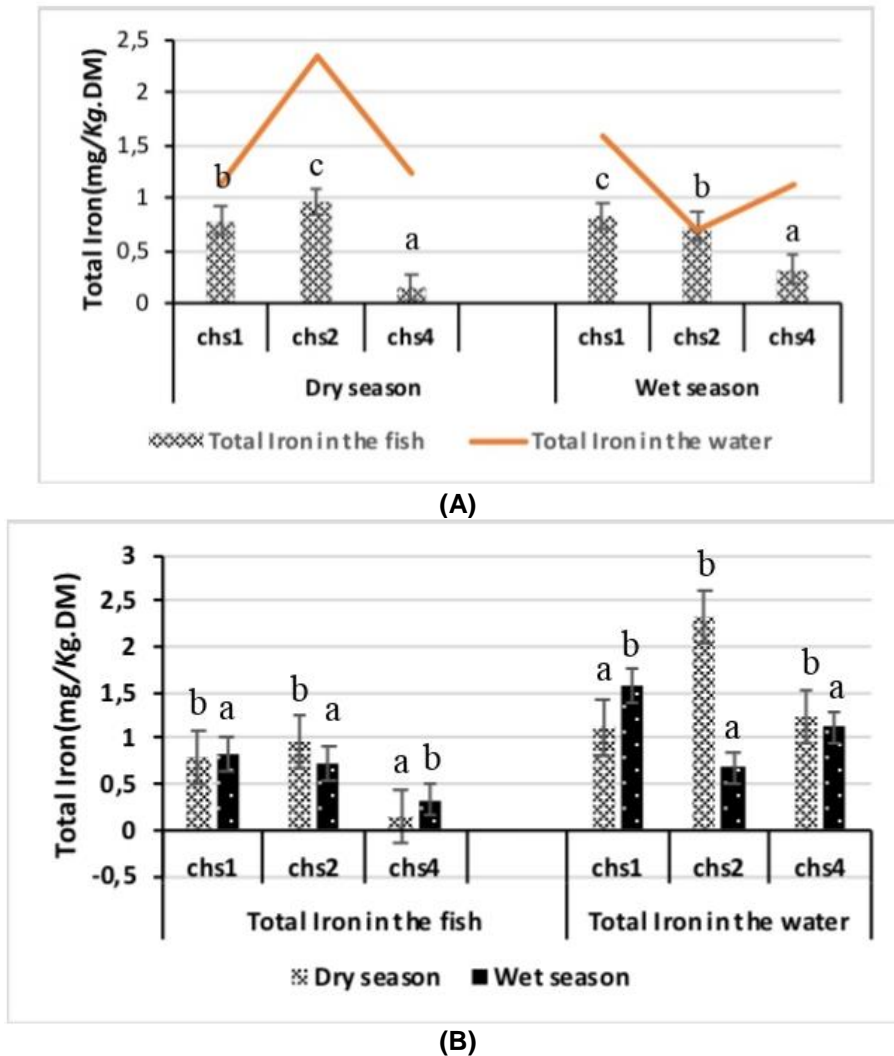 Total Iron(mg/Kg.DM)
2,5
2
1,5
1
0,5
0
b c a c b a
chs1 chs2 chs4 chs1 chs2 chs4
Dry season Wet season
Total Iron in the fish Total Iron in the water
(A)
Total Iron(mg/Kg.DM)
3
2,5
2
1,5
1
0,5
0
-0,5
b a b a a b a b b a b a
chs1 chs2 chs4 chs1 chs2 chs4
Total Iron in the fish Total Iron in the water
Dry season Wet season
(B)